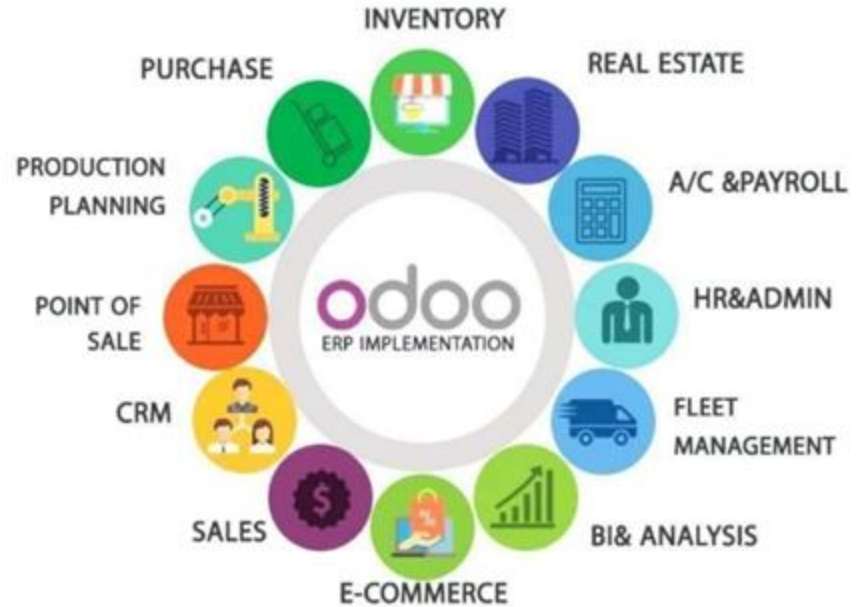 INVENTORY
REAL ESTATE
PURCHASE
A/C &PAYROLL
PRODUCTION
PLANNING
HR&ADMIN
POINT OF
SALE
odoo
ERP IMPLEMENTATION
CRM
FLEET
MANAGEMENT
SALES
BI& ANALYSIS
E-COMMERCE